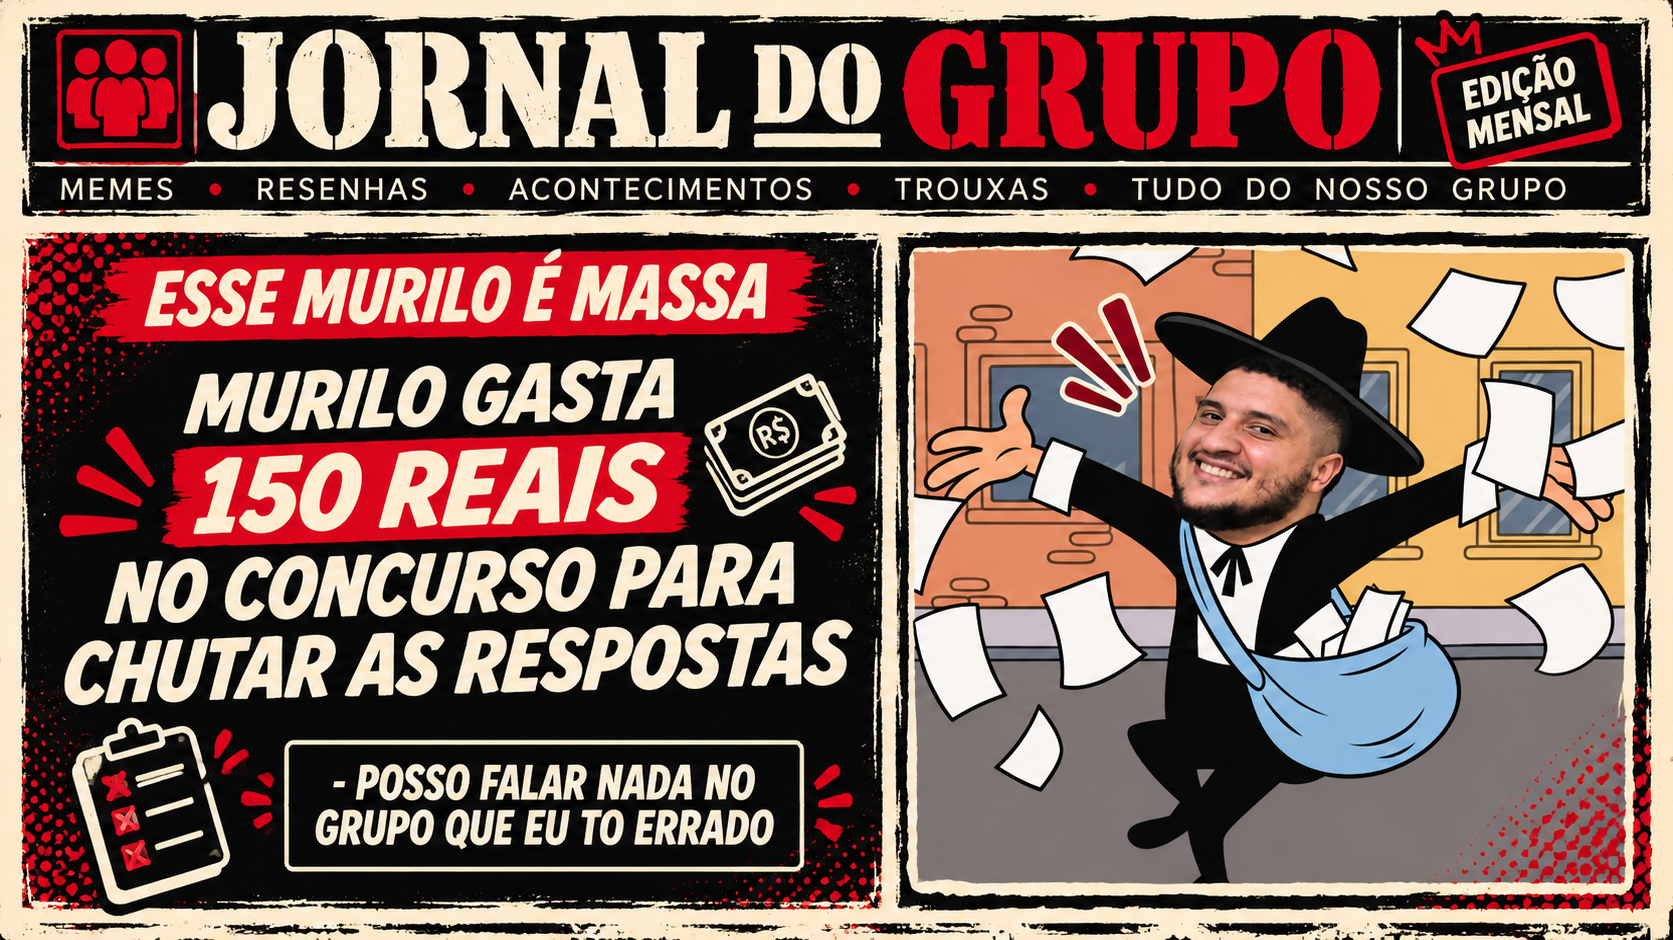 JORNAL DO GRUPO
EDIÇÃO
MENSAL
MEMES • RESENHAS • ACONTECIMENTOS • TROUXAS • TUDO DO NOSSO GRUPO
ESSE MURILO É MASSA
MURILO GASTA
150 REAIS
R$
NO CONCURSO PARA
CHUTAR AS RESPOSTAS
- POSSO FALAR NADA NO
GRUPO QUE EU TO ERRADO